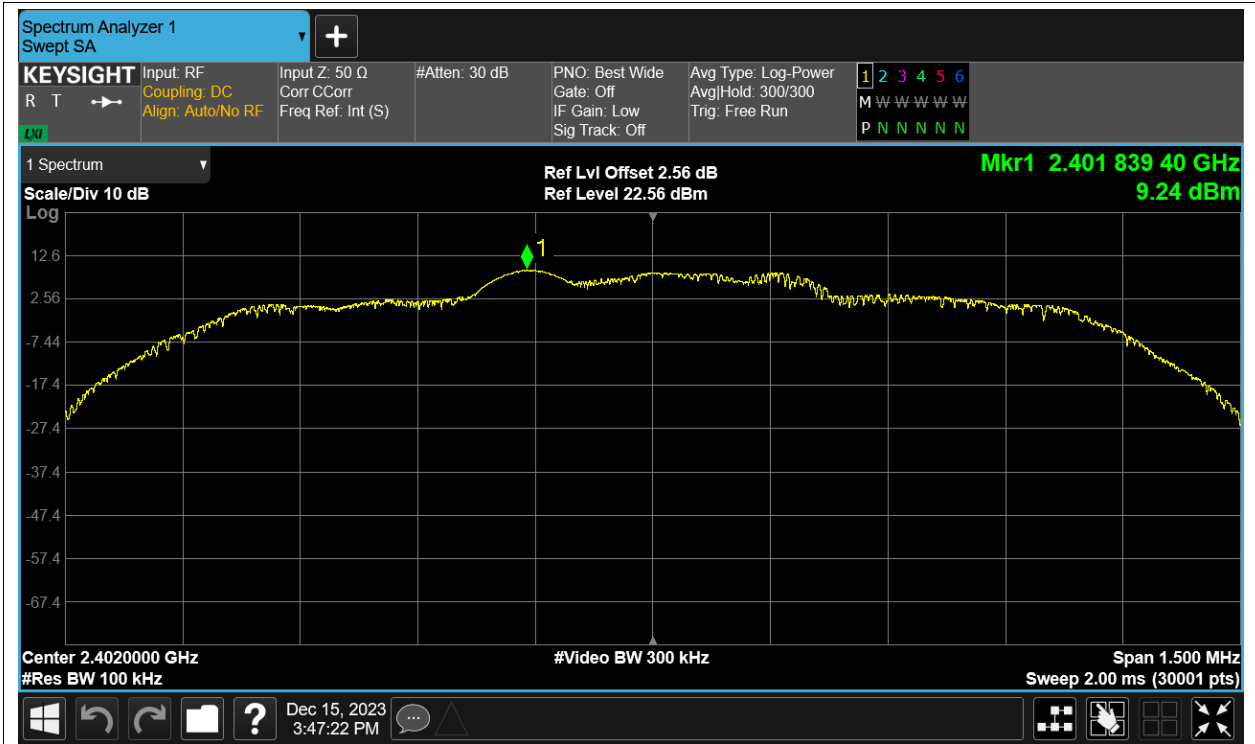 Spectrum Analyzer 1
Swept SA
KEYSIGHT
R T
LXI
Input: RF
Coupling: DC
Align: Auto/No RF
Input Z: 50 Ω
Corr CCorr
Freq Ref: Int (S)
#Atten: 30 dB
PNO: Best Wide
Gate: Off
IF Gain: Low
Sig Track: Off
Avg Type: Log-Power
Avg|Hold: 300/300
Trig: Free Run
1 2 3 4 5 6
M W W W W W W
P N N N N N N
1 Spectrum
Scale/Div 10 dB
Log
Ref Lvl Offset 2.56 dB
Ref Level 22.56 dBm
Mkr1 2.401 839 40 GHz
9.24 dBm
1
12.6
2.56
-7.44
-17.4
-27.4
-37.4
-47.4
-57.4
-67.4
Center 2.4020000 GHz
#Res BW 100 kHz
#Video BW 300 kHz
Span 1.500 MHz
Sweep 2.00 ms (30001 pts)
?
Dec 15, 2023
3:47:22 PM